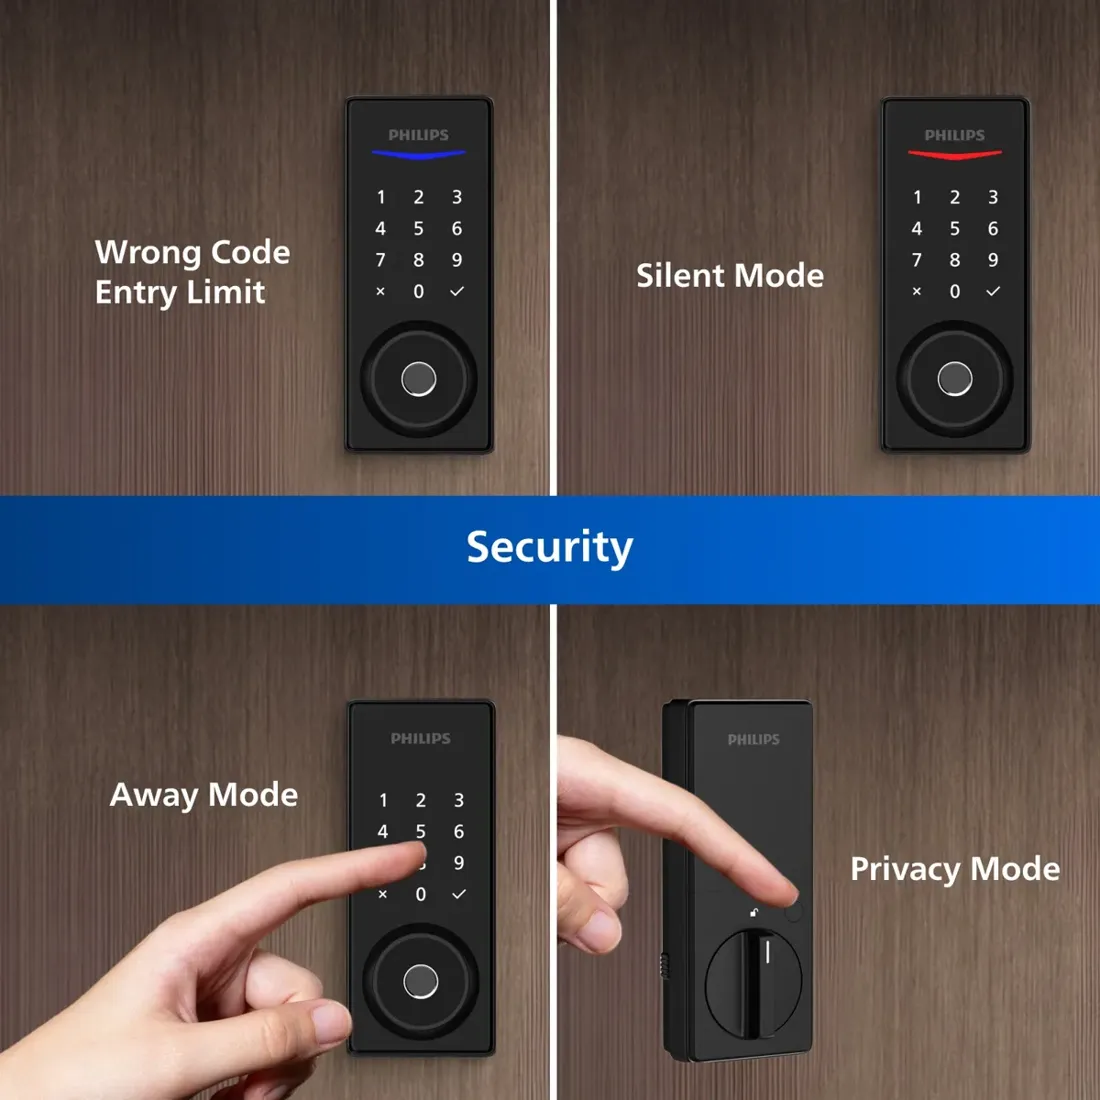 PHILIPS
1 2 3
4 5 6
7 8 9
× 0 ✓
Wrong Code
Entry Limit
PHILIPS
1 2 3
4 5 6
7 8 9
× 0 ✓
Silent Mode
Security
PHILIPS
1 2 3
4 5 6
9
× 0 ✓
Away Mode
PHILIPS
Privacy Mode